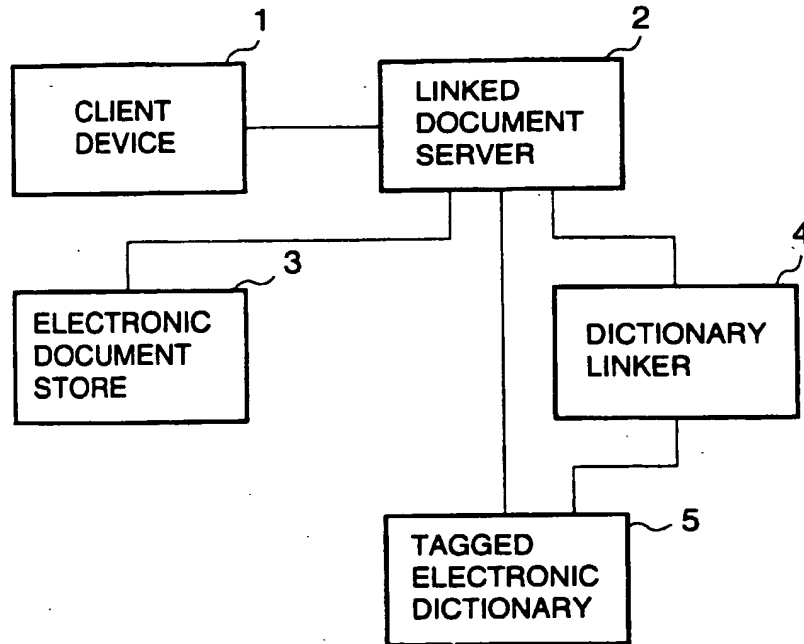 1
CLIENT
DEVICE
2
LINKED
DOCUMENT
SERVER
3
ELECTRONIC
DOCUMENT
STORE
4
DICTIONARY
LINKER
5
TAGGED
ELECTRONIC
DICTIONARY